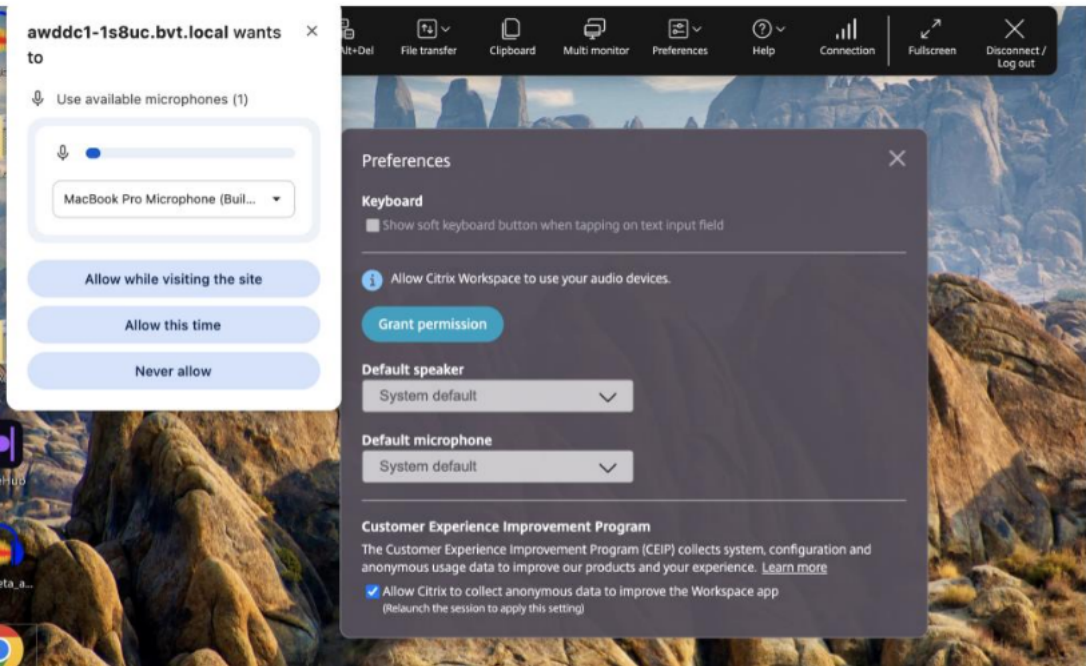 awddc1-1s8uc.bvt.local wants
to
Use available microphones (1)
MacBook Pro Microphone (Buil...
Allow while visiting the site
Allow this time
Never allow
File transfer
Clipboard
Multi monitor
Preferences
Help
Connection
Fullscreen
Disconnect /
Log out
Preferences
Keyboard
Show soft keyboard button when tapping on text input field
Allow Citrix Workspace to use your audio devices.
Grant permission
Default speaker
System default
Default microphone
System default
Customer Experience Improvement Program
The Customer Experience Improvement Program (CEIP) collects system, configuration and
anonymous usage data to improve our products and your experience. Learn more
Allow Citrix to collect anonymous data to improve the Workspace app
(Relaunch the session to apply this setting)